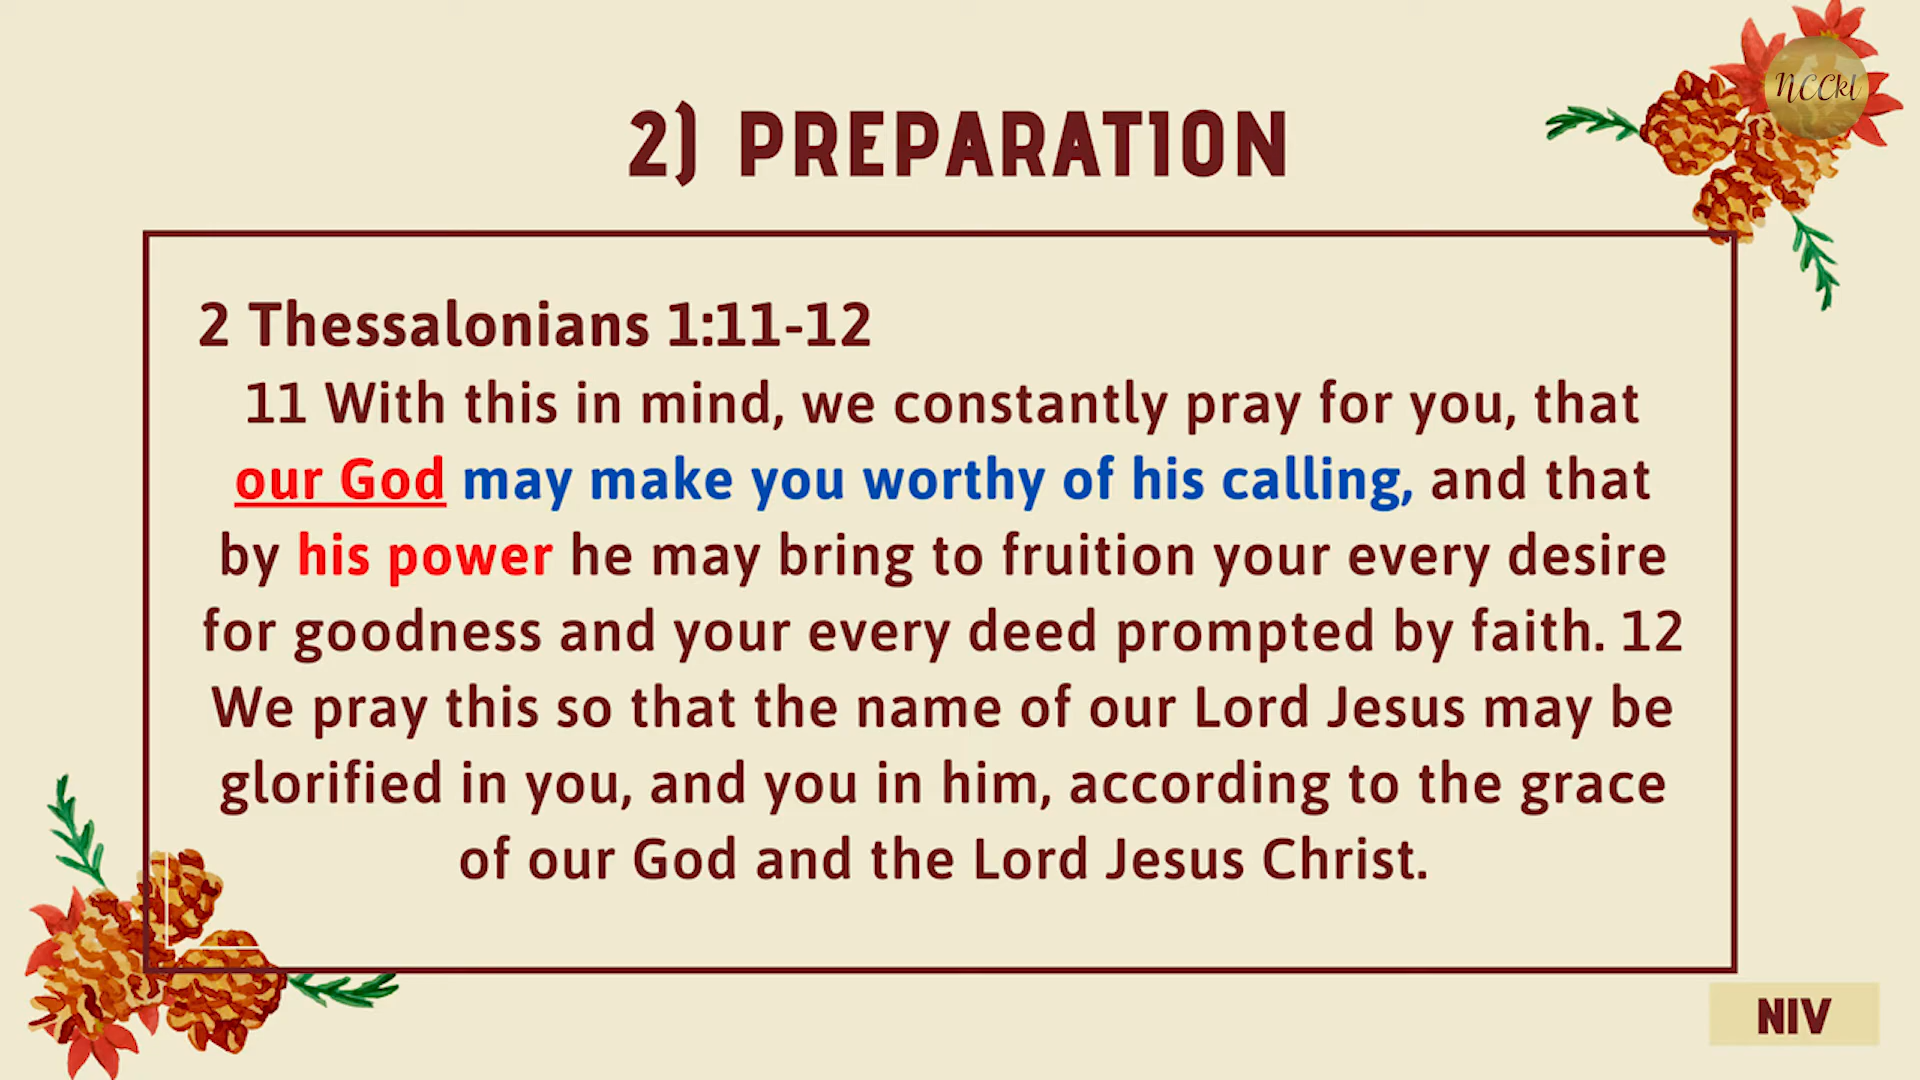 NCCkl
2) PREPARATION
2 Thessalonians 1:11-12
11 With this in mind, we constantly pray for you, that
our God may make you worthy of his calling, and that
by his power he may bring to fruition your every desire
for goodness and your every deed prompted by faith. 12
We pray this so that the name of our Lord Jesus may be
glorified in you, and you in him, according to the grace
of our God and the Lord Jesus Christ.
NIV